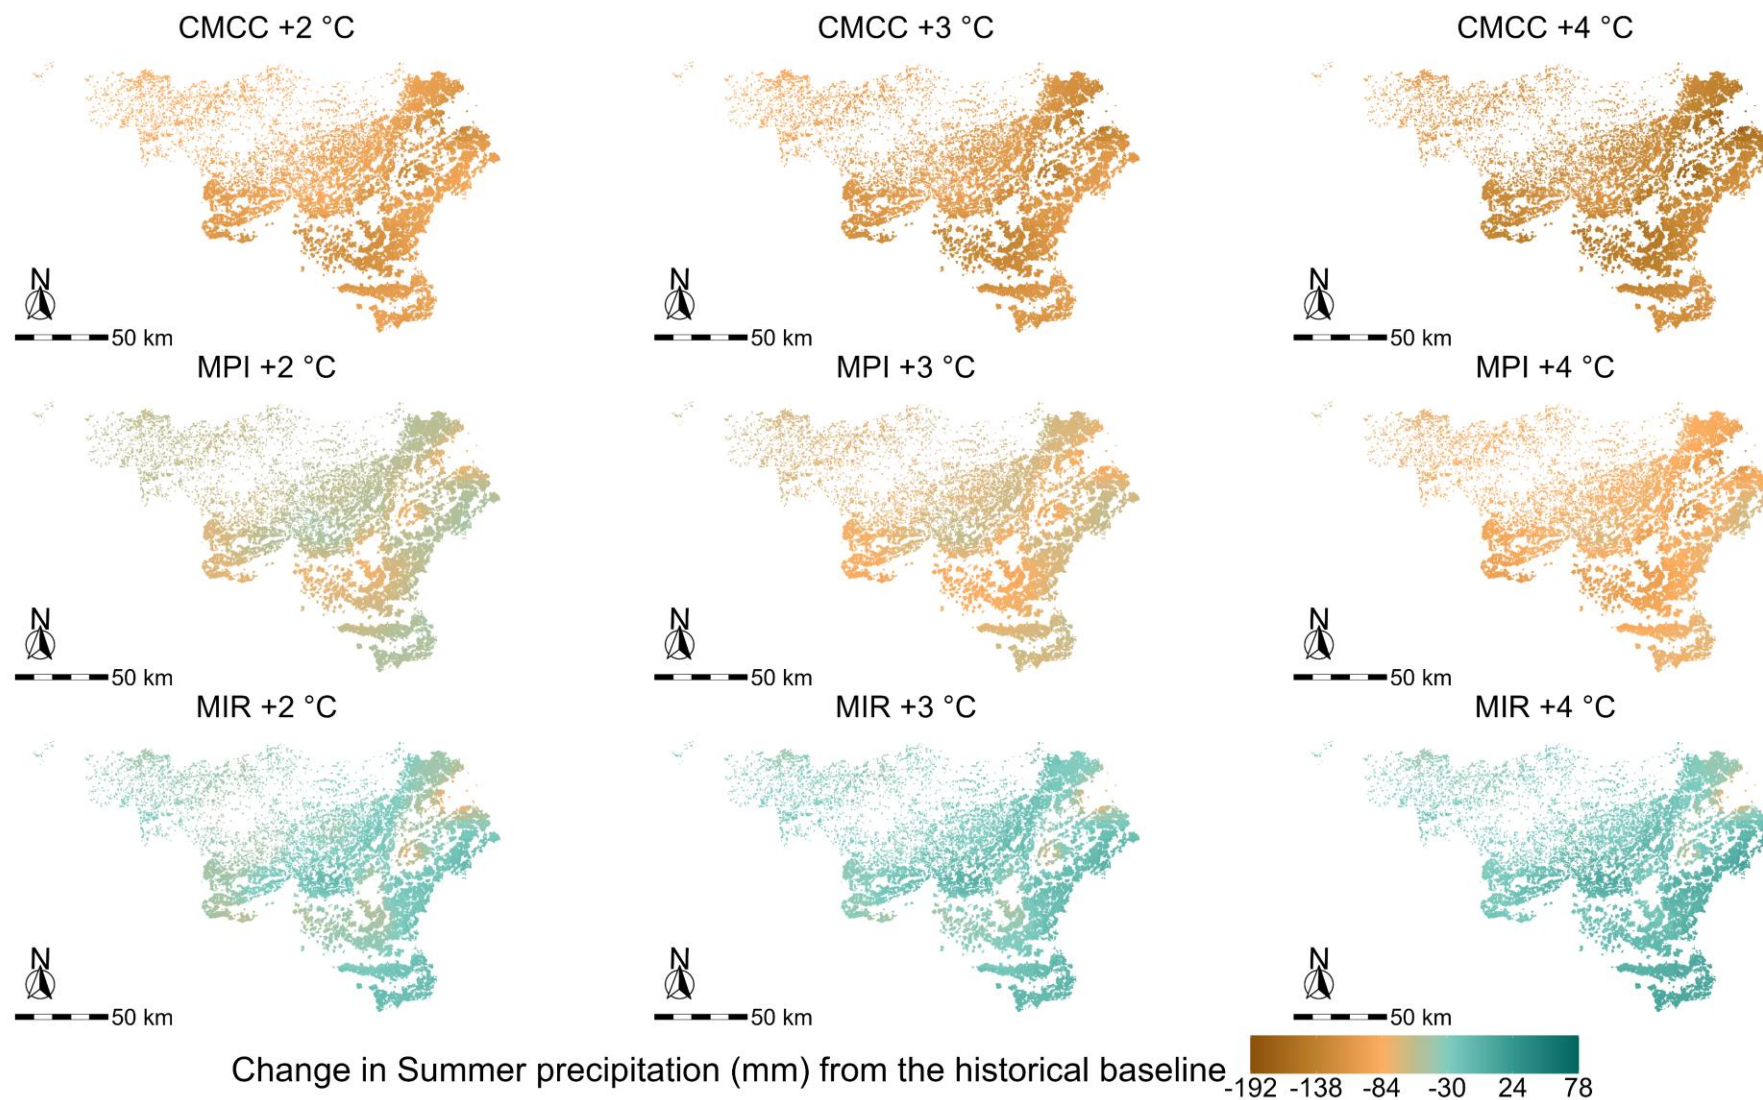 CMCC +2 °C
CMCC +3 °C
CMCC +4 °C
N
50 km
N
50 km
N
50 km
MPI +2 °C
MPI +3 °C
MPI +4 °C
N
50 km
N
50 km
N
50 km
MIR +2 °C
MIR +3 °C
MIR +4 °C
N
50 km
N
50 km
N
50 km
Change in Summer precipitation (mm) from the historical baseline
-192 -138 -84 -30 24 78